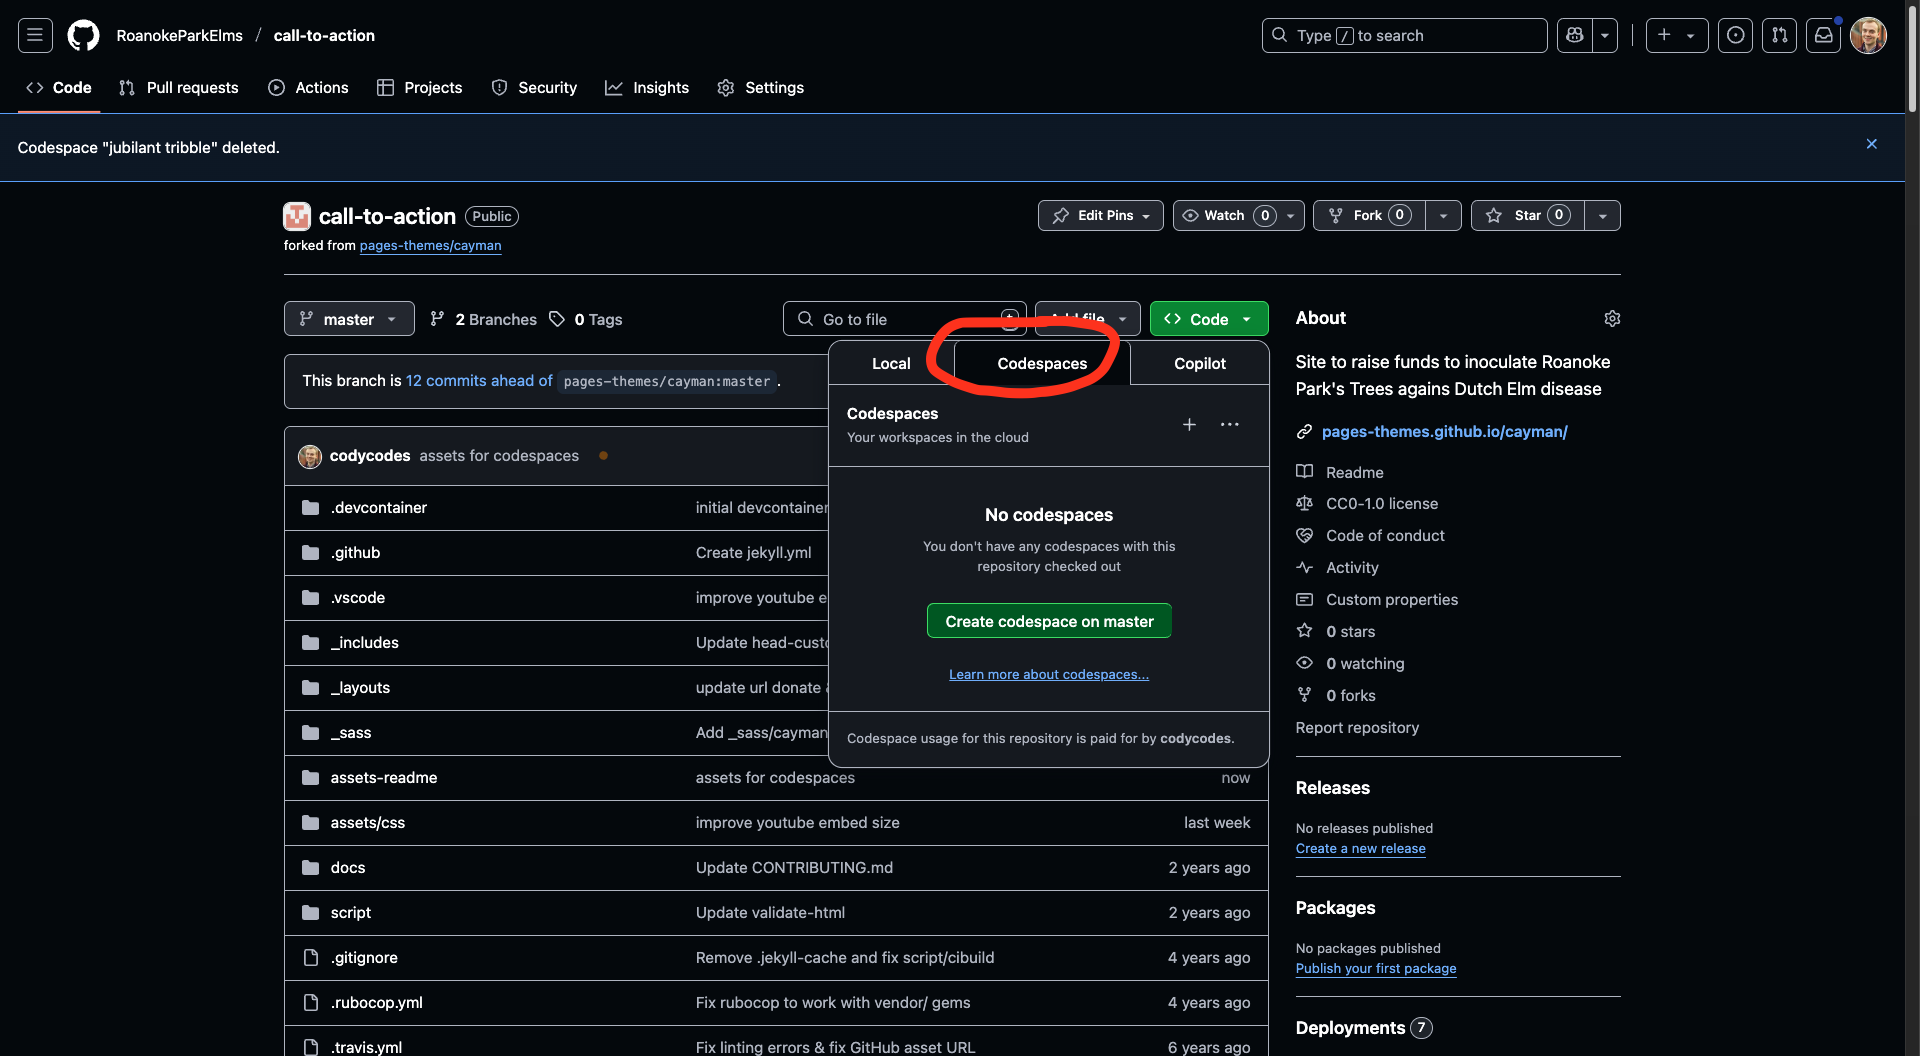 RoanokeParkElms / call-to-action
Type / to search
Code
Pull requests
Actions
Projects
Security
Insights
Settings
Codespace "jubilant tribble" deleted.
call-to-action Public
forked from pages-themes/cayman
Edit Pins
Watch 0
Fork 0
Star 0
master
2 Branches
0 Tags
Go to file
Add file
Code
Local
Codespaces
Copilot
This branch is 12 commits ahead of pages-themes/cayman:master .
codycodes assets for codespaces
Codespaces
Your workspaces in the cloud
No codespaces
You don't have any codespaces with this
repository checked out
Create codespace on master
Learn more about codespaces...
Codespace usage for this repository is paid for by codycodes.
.devcontainer initial devcontainer
.github Create jekyll.yml
.vscode improve youtube e
_includes Update head-custo
_layouts update url donate
_sass Add _sass/cayman
assets-readme assets for codespaces now
assets/css improve youtube embed size last week
docs Update CONTRIBUTING.md 2 years ago
script Update validate-html 2 years ago
.gitignore Remove .jekyll-cache and fix script/cibuild 4 years ago
.rubocop.yml Fix rubocop to work with vendor/ gems 4 years ago
.travis.yml Fix linting errors & fix GitHub asset URL 6 years ago
About
Site to raise funds to inoculate Roanoke
Park's Trees agains Dutch Elm disease
pages-themes.github.io/cayman/
Readme
CC0-1.0 license
Code of conduct
Activity
Custom properties
0 stars
0 watching
0 forks
Report repository
Releases
No releases published
Create a new release
Packages
No packages published
Publish your first package
Deployments 7